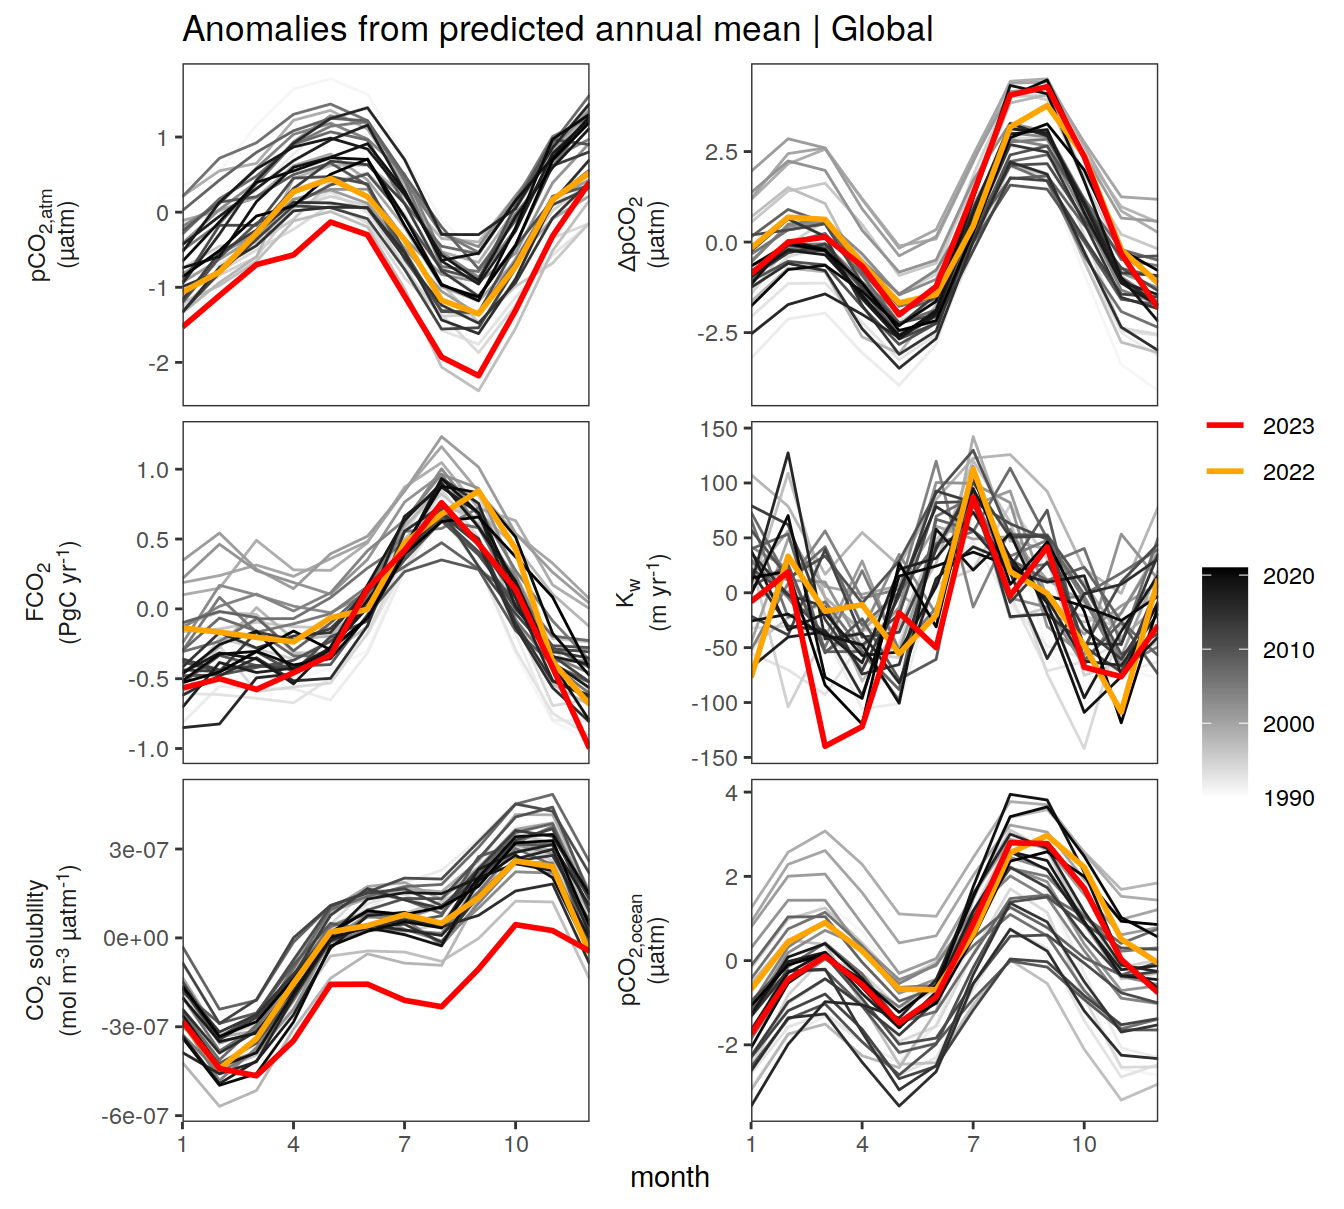 Anomalies from predicted annual mean | Global
pCO2,atm
(µatm)
1
0
-1
-2
ΔpCO2
(µatm)
2.5
0.0
-2.5
FCO2
(PgC yr-1)
1.0
0.5
0.0
-0.5
-1.0
Kw
(m yr-1)
150
100
50
0
-50
-100
-150
CO2 solubility
(mol m-3 µatm-1)
3e-07
0e+00
-3e-07
-6e-07
1 4 7 10
pCO2,ocean
(µatm)
4
2
0
-2
1 4 7 10
month
2023
2022
2020
2010
2000
1990